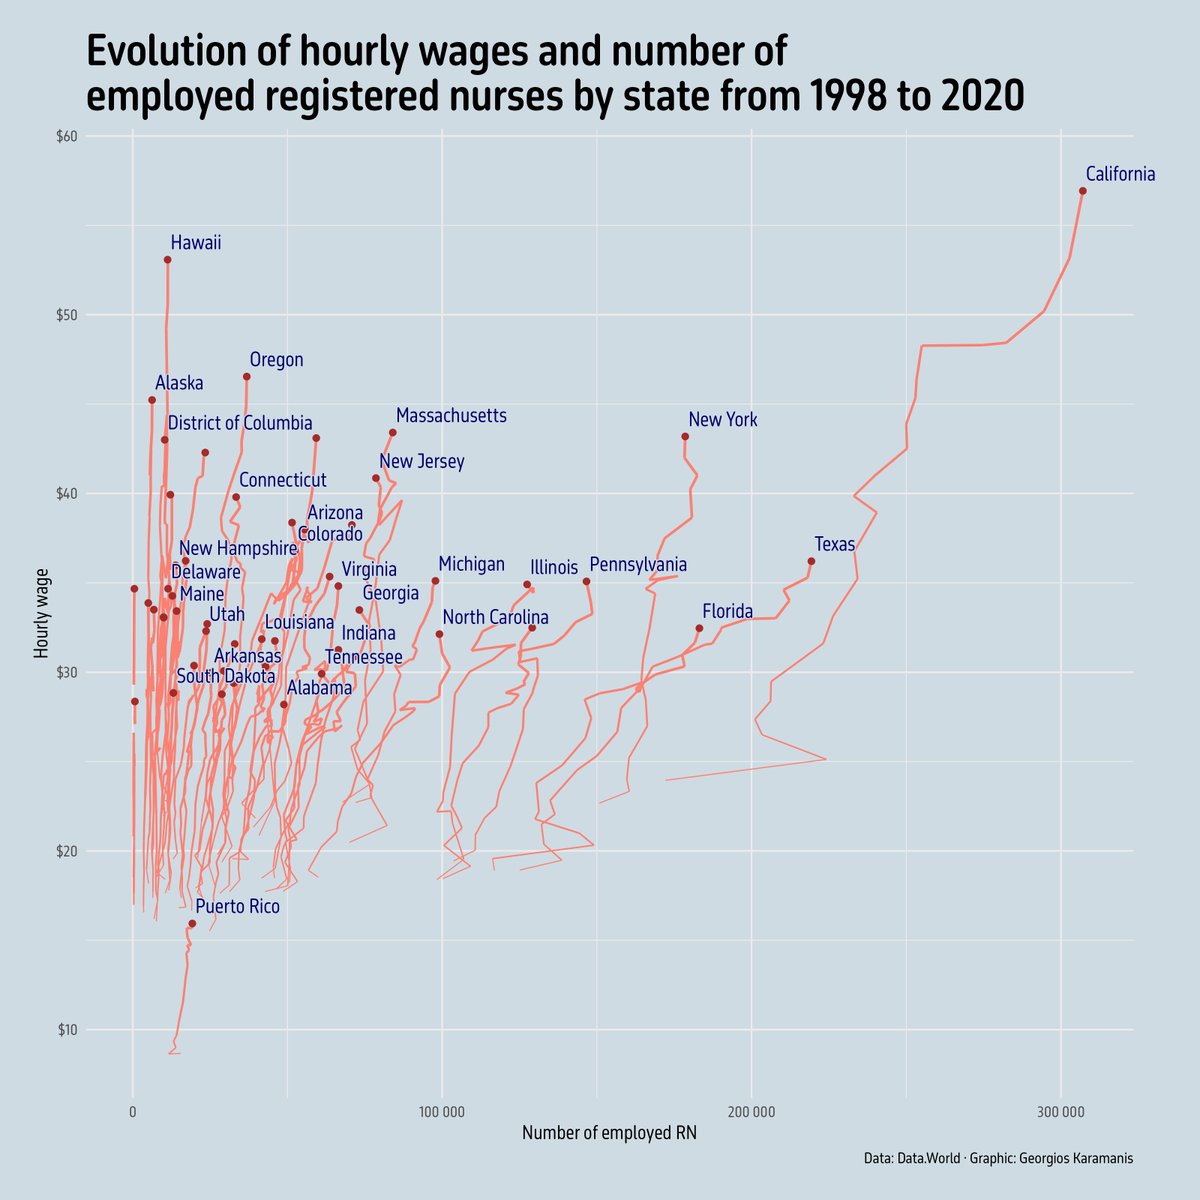 Evolution of hourly wages and number of
employed registered nurses by state from 1998 to 2020
$60
California
Hawaii
$50
Oregon
Alaska
Massachusetts
District of Columbia
New York
New Jersey
Connecticut
$40
Arizona
Colorado
Texas
New Hampshire
Michigan
Illinois
Pennsylvania
Delaware
Virginia
Maine
Georgia
Utah
Louisiana
North Carolina
Florida
Indiana
Arkansas
Tennessee
$30
South Dakota
Alabama
Hourly wage
$20
Puerto Rico
$10
0
100 000
200 000
300 000
Number of employed RN
Data: Data.World · Graphic: Georgios Karamanis